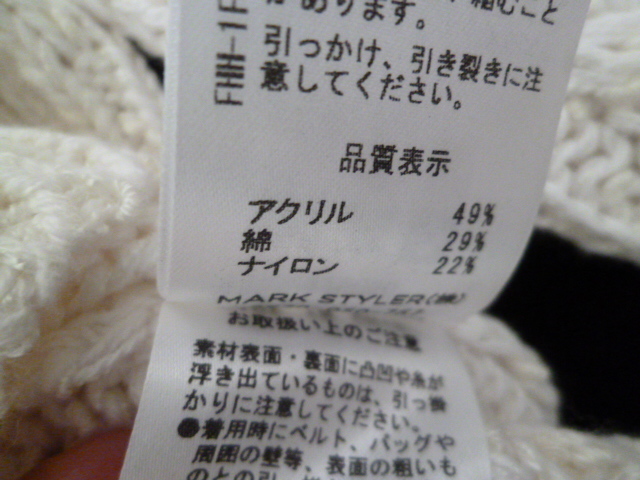 があります。
引っかけ、引き裂きに注
意してください。
品質表示
アクリル 49%
綿 29%
ナイロン 22%
MARK STYLER(株)
お取扱い上のご注意
素材表面・裏面に凸凹や糸が
浮き出ているものは、引っ掛
かりに注意してください。
●着用時にベルト、バッグや
周囲の壁等、表面の粗いも
のとの引